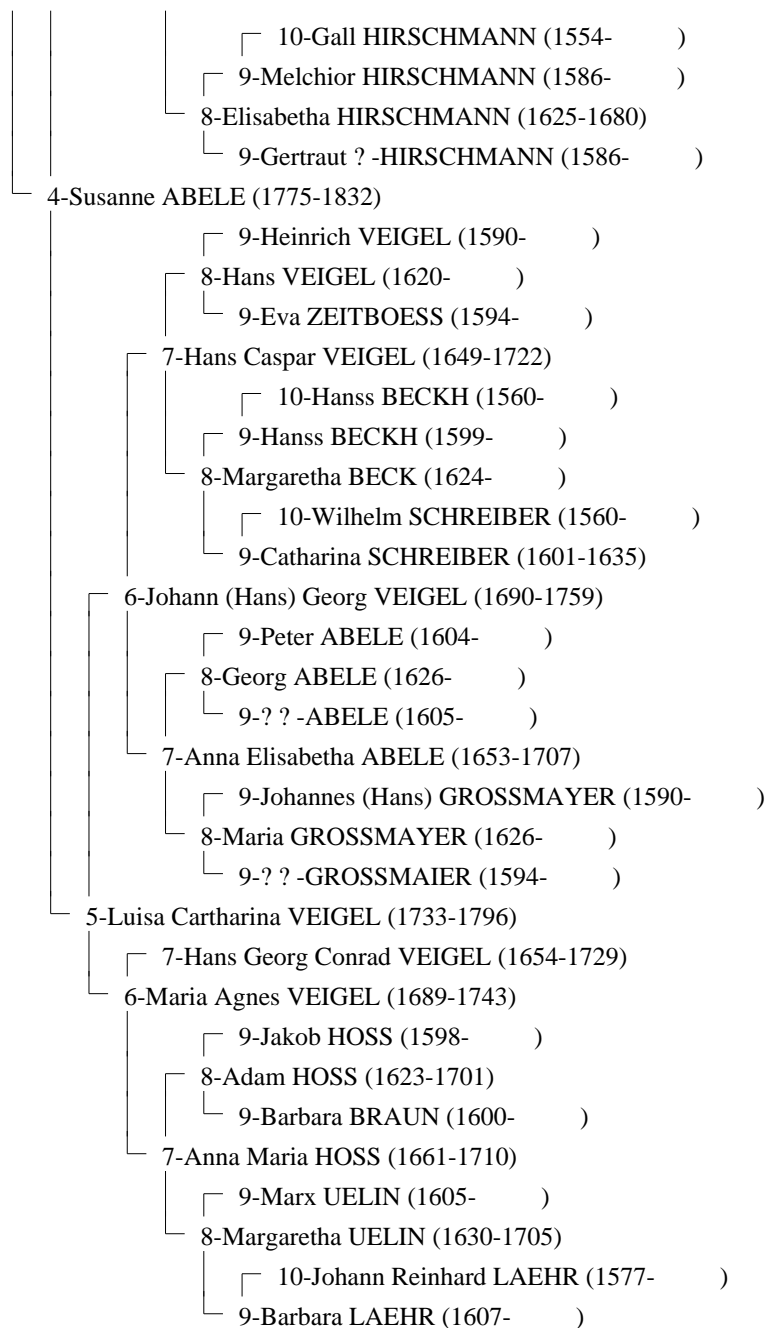 10-Gall HIRSCHMANN (1554- )
9-Melchior HIRSCHMANN (1586- )
8-Elisabetha HIRSCHMANN (1625-1680)
9-Gertraut ? -HIRSCHMANN (1586- )
4-Susanne ABELE (1775-1832)
9-Heinrich VEIGEL (1590- )
8-Hans VEIGEL (1620- )
9-Eva ZEITBOESS (1594- )
7-Hans Caspar VEIGEL (1649-1722)
10-Hanss BECKH (1560- )
9-Hanss BECKH (1599- )
8-Margaretha BECK (1624- )
10-Wilhelm SCHREIBER (1560- )
9-Catharina SCHREIBER (1601-1635)
6-Johann (Hans) Georg VEIGEL (1690-1759)
9-Peter ABELE (1604- )
8-Georg ABELE (1626- )
9-? ? -ABELE (1605- )
7-Anna Elisabetha ABELE (1653-1707)
9-Johannes (Hans) GROSSMAYER (1590- )
8-Maria GROSSMAYER (1626- )
9-? ? -GROSSMAIER (1594- )
5-Luisa Cartharina VEIGEL (1733-1796)
7-Hans Georg Conrad VEIGEL (1654-1729)
6-Maria Agnes VEIGEL (1689-1743)
9-Jakob HOSS (1598- )
8-Adam HOSS (1623-1701)
9-Barbara BRAUN (1600- )
7-Anna Maria HOSS (1661-1710)
9-Marx UELIN (1605- )
8-Margaretha UELIN (1630-1705)
10-Johann Reinhard LAEHR (1577- )
9-Barbara LAEHR (1607- )